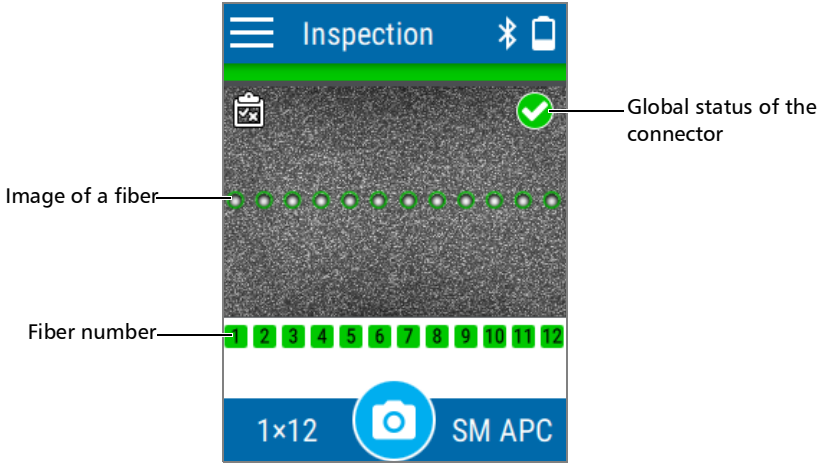 Inspection
Global status of the
connector
Image of a fiber
Fiber number
1 2 3 4 5 6 7 8 9 10 11 12
1×12
SM APC